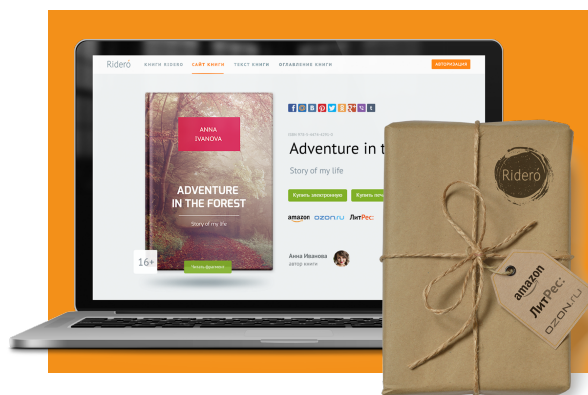 Rideró
КНИГИ RIDERO САЙТ КНИГИ ТЕКСТ КНИГИ ОГЛАВЛЕНИЕ КНИГИ
АВТОРИЗАЦИЯ
ANNA
IVANOVA
ADVENTURE
IN THE FOREST
Story of my life
Читать фрагмент
16+
Adventure in t
Story of my life
Купить электронную Купить печ
amazon OZON.ru ЛитРес:
Анна Иванова
автор книги
Rideró
amazon
ЛитРес:
OZON.ru